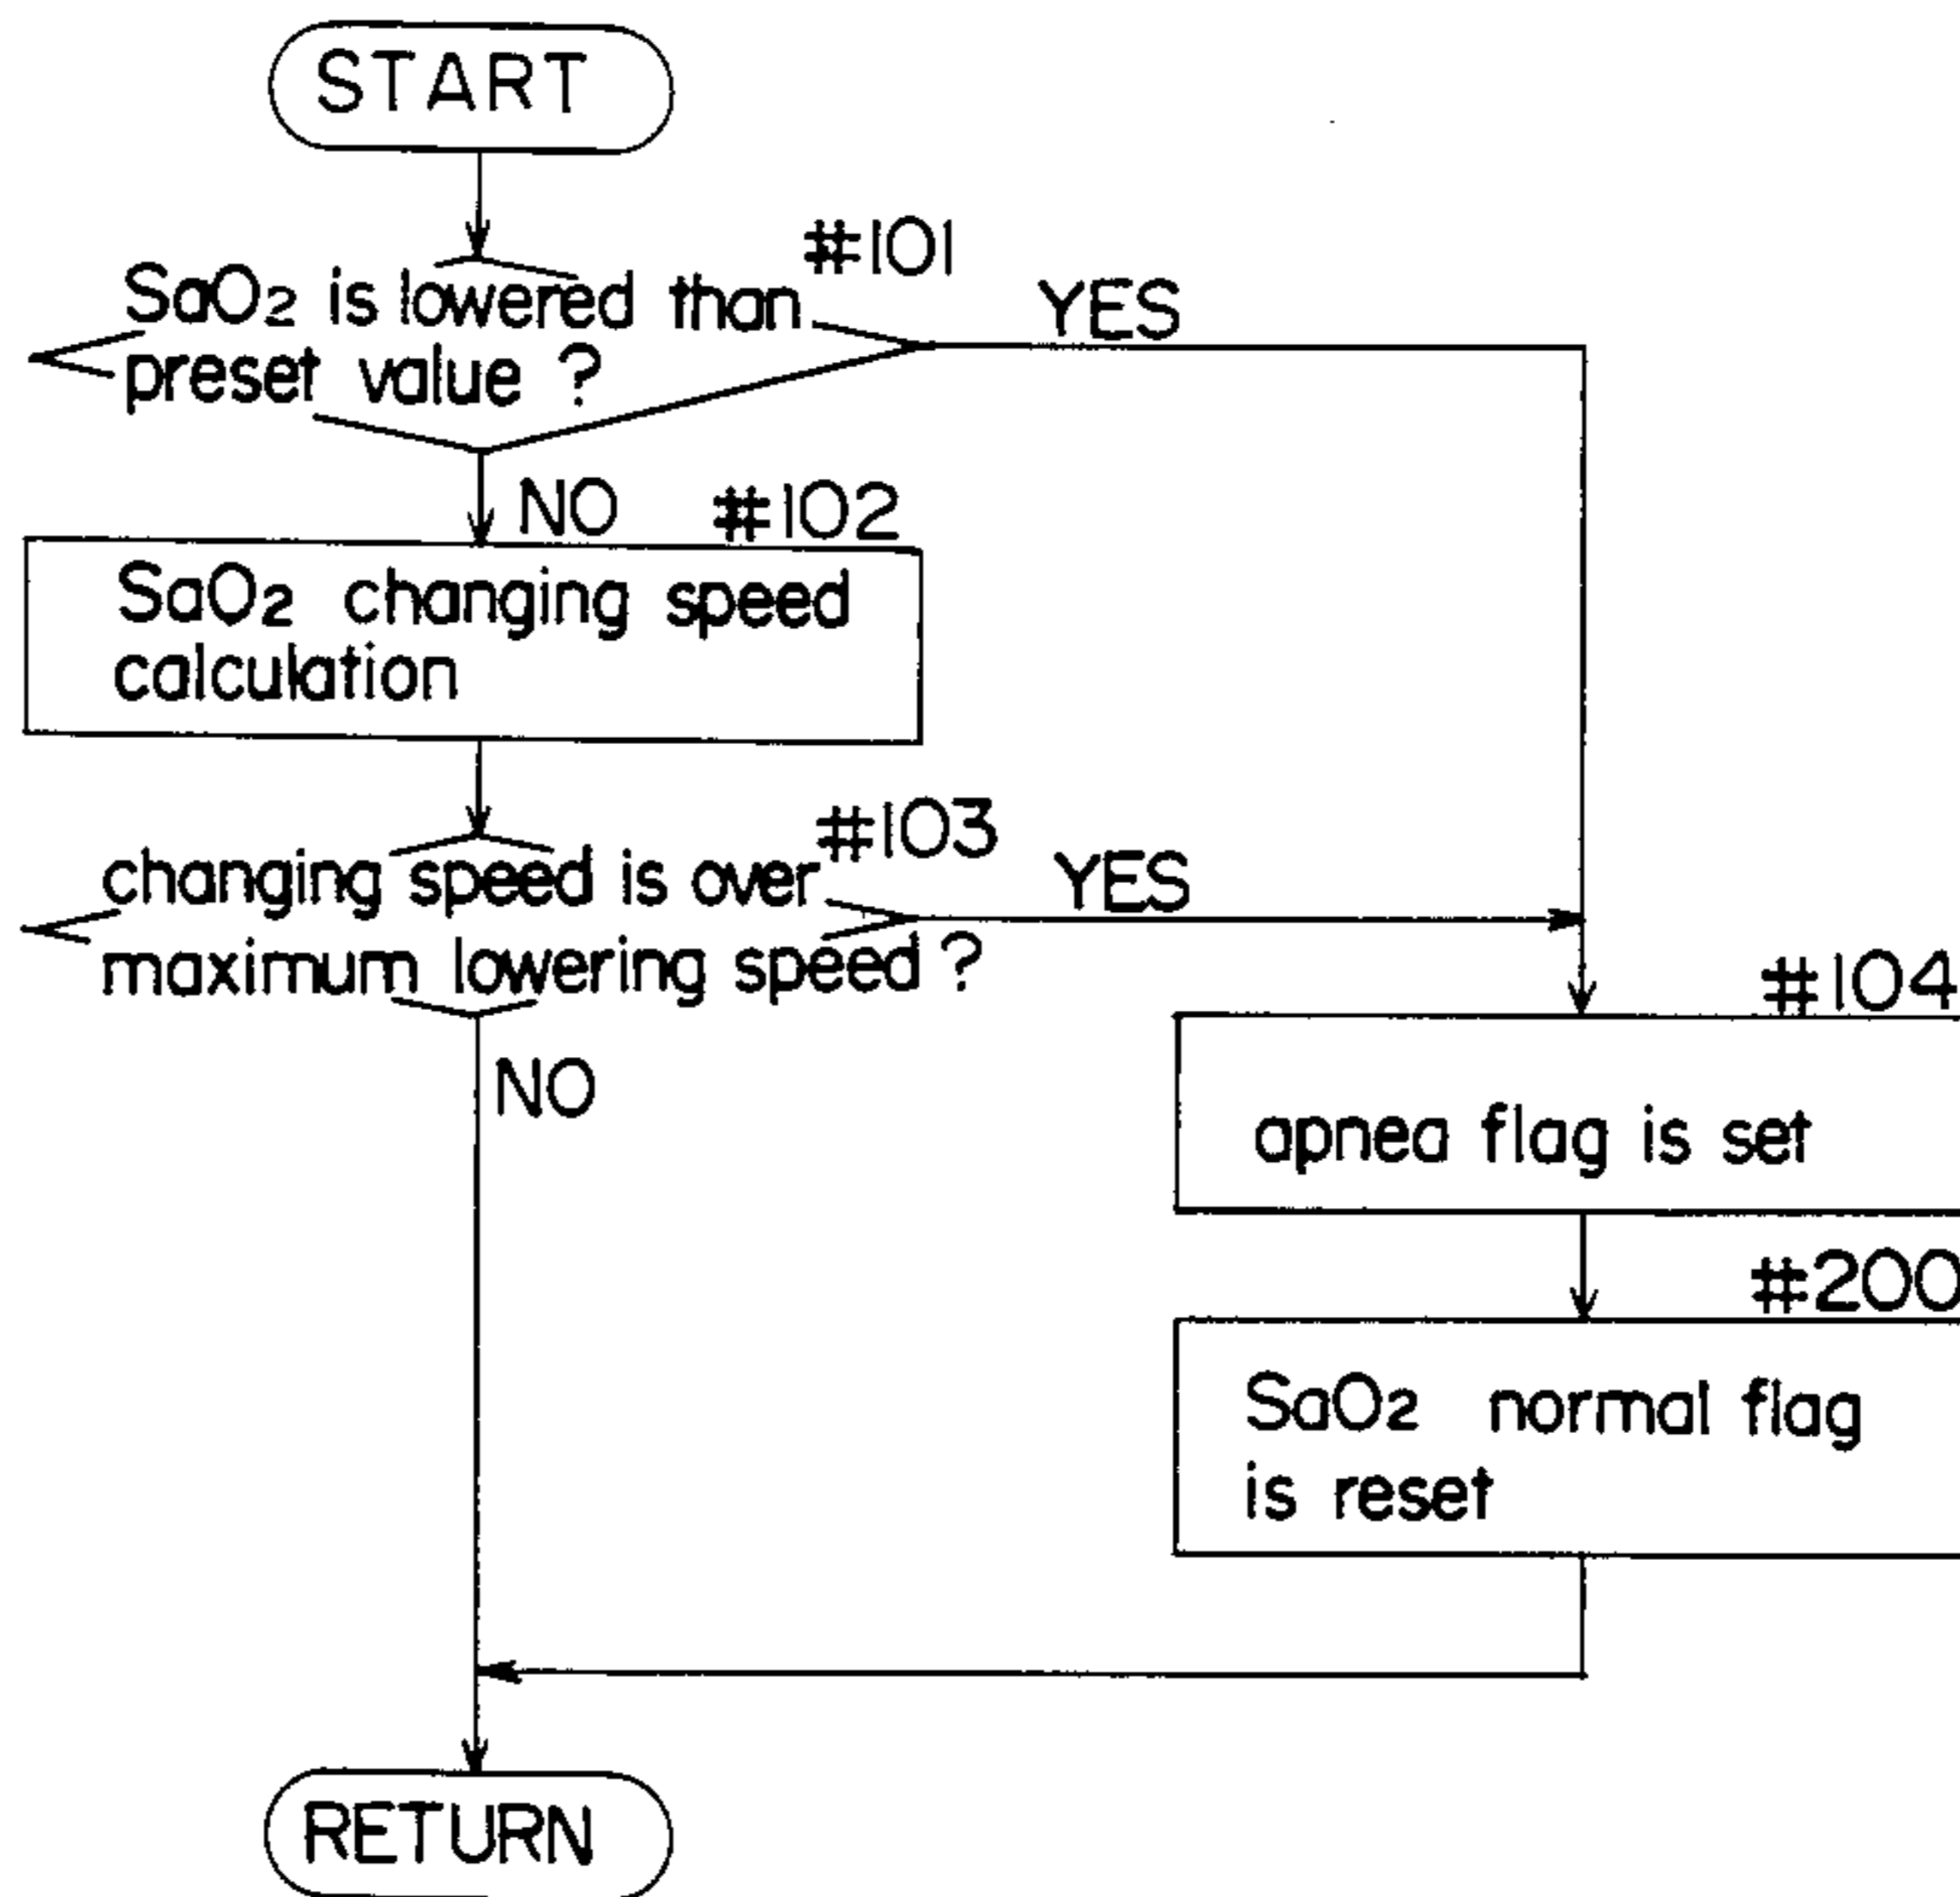 START
#101
SaO₂ is lowered than
preset value ?
YES
NO
#102
SaO₂ changing speed
calculation
#103
changing speed is over
maximum lowering speed ?
YES
NO
#104
apnea flag is set
#200
SaO₂ normal flag
is reset
RETURN